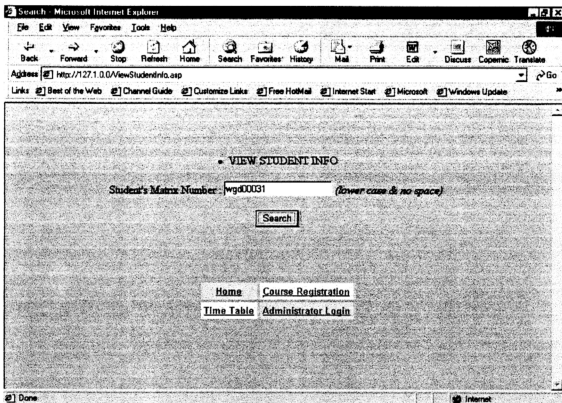 Search - Microsoft Internet Explorer
File Edit View Favorites Tools Help
Back Forward Stop Refresh Home Search Favorites History Mail Print Edit Discuss Copernic Translate
Address http://127.1.0.0/ViewStudentInfo.asp Go
Links Best of the Web Channel Guide Customize Links Free HotMail Internet Start Microsoft Windows Update
• VIEW STUDENT INFO
Student's Matrix Number : wgd00031 (lower case & no space)
Search
Home Course Registration
Time Table Administrator Login
Done Internet